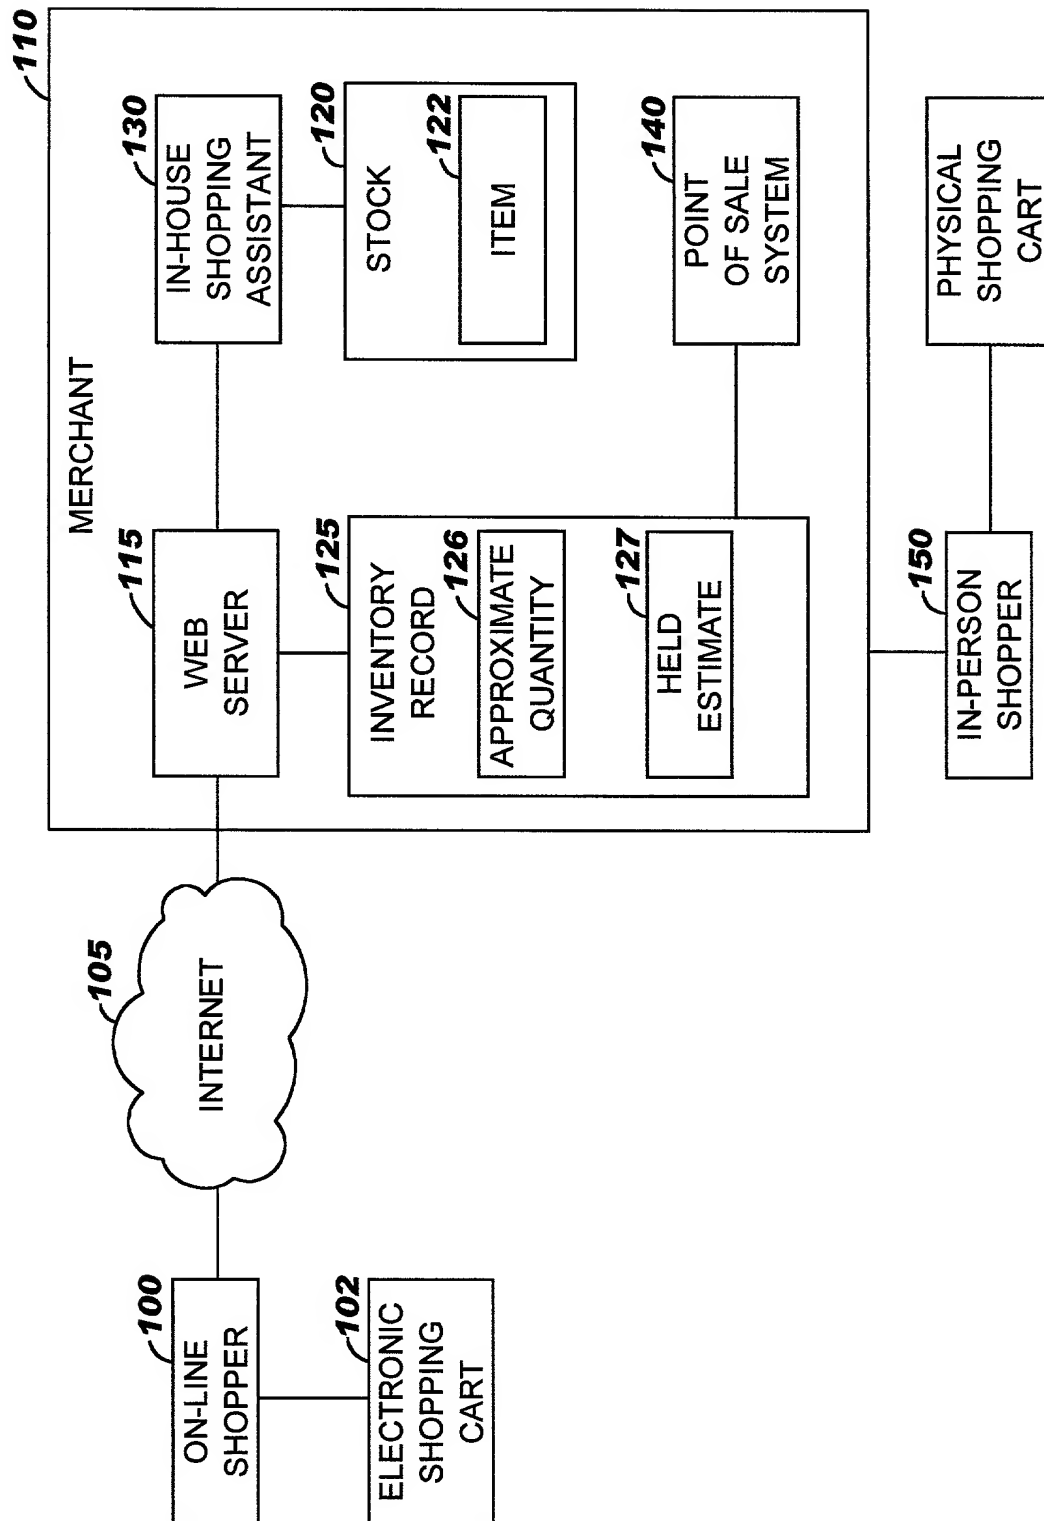 110
MERCHANT
100
ON-LINE
SHOPPER
102
ELECTRONIC
SHOPPING
CART
105
INTERNET
115
WEB
SERVER
125
INVENTORY
RECORD
126
APPROXIMATE
QUANTITY
127
HELD
ESTIMATE
130
IN-HOUSE
SHOPPING
ASSISTANT
120
STOCK
122
ITEM
140
POINT
OF SALE
SYSTEM
150
IN-PERSON
SHOPPER
PHYSICAL
SHOPPING
CART